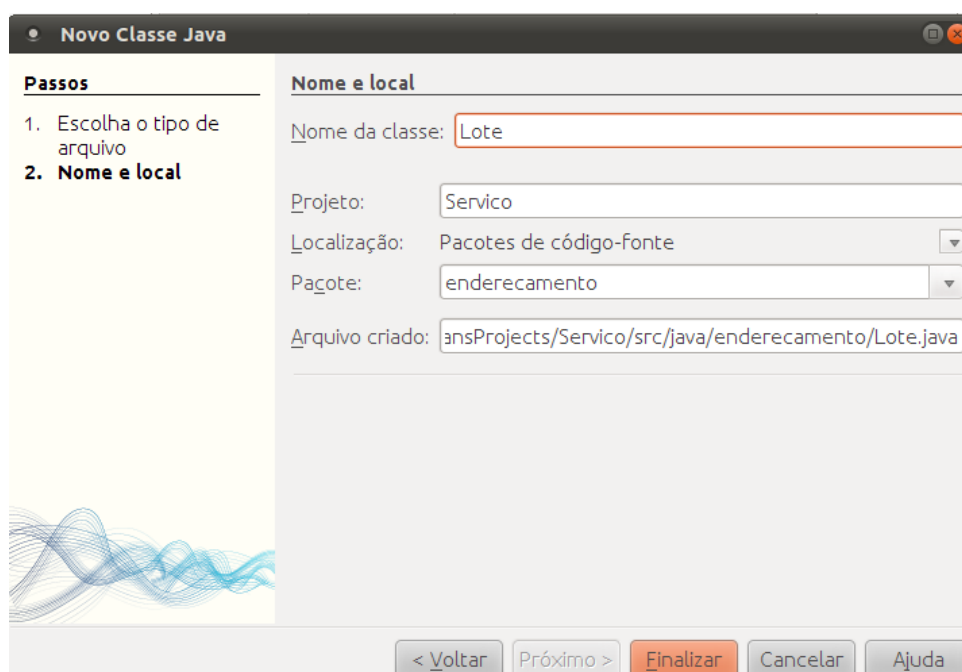 Novo Classe Java
Passos
1. Escolha o tipo de
arquivo
2. Nome e local
Nome e local
Nome da classe: Lote
Projeto: Servico
Localização: Pacotes de código-fonte
Pacote: enderecamento
Arquivo criado: ansProjects/Servico/src/java/enderecamento/Lote.java
< Voltar Próximo > Finalizar Cancelar Ajuda